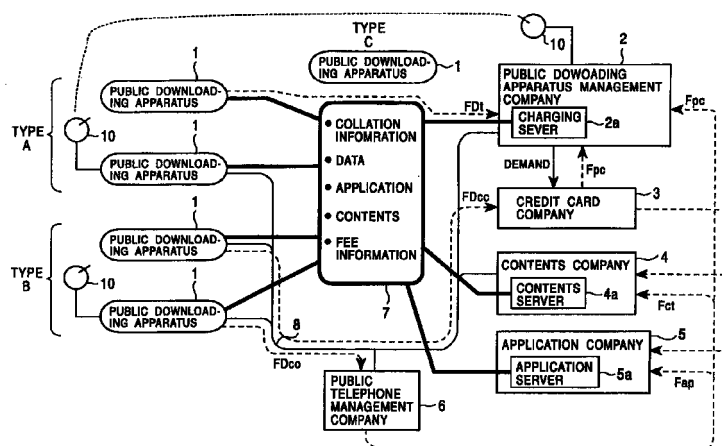 TYPE
C
PUBLIC DOWNLOAD-
ING APPARATUS
1
10
2
PUBLIC DOWOADING
APPARATUS MANAGEMENT
COMPANY
CHARGING
SEVER
2a
Fpc
TYPE
A
10
1
PUBLIC DOWNLOAD-
ING APPARATUS
1
PUBLIC DOWNLOAD-
ING APPARATUS
FDt
• COLLATION
INFOMRATION
• DATA
• APPLICATION
• CONTENTS
• FEE
INFORMATION
7
DEMAND
Fpc
FDcc
CREDIT CARD
COMPANY
3
TYPE
B
10
1
PUBLIC DOWNLOAD-
ING APPARATUS
1
PUBLIC DOWNLOAD-
ING APPARATUS
4
CONTENTS COMPANY
CONTENTS
SERVER
4a
Fct
8
FDco
PUBLIC
TELEPHONE
MANAGEMENT
COMPANY
6
5
APPLICATION COMPANY
APPLICATION
SERVER
5a
Fap